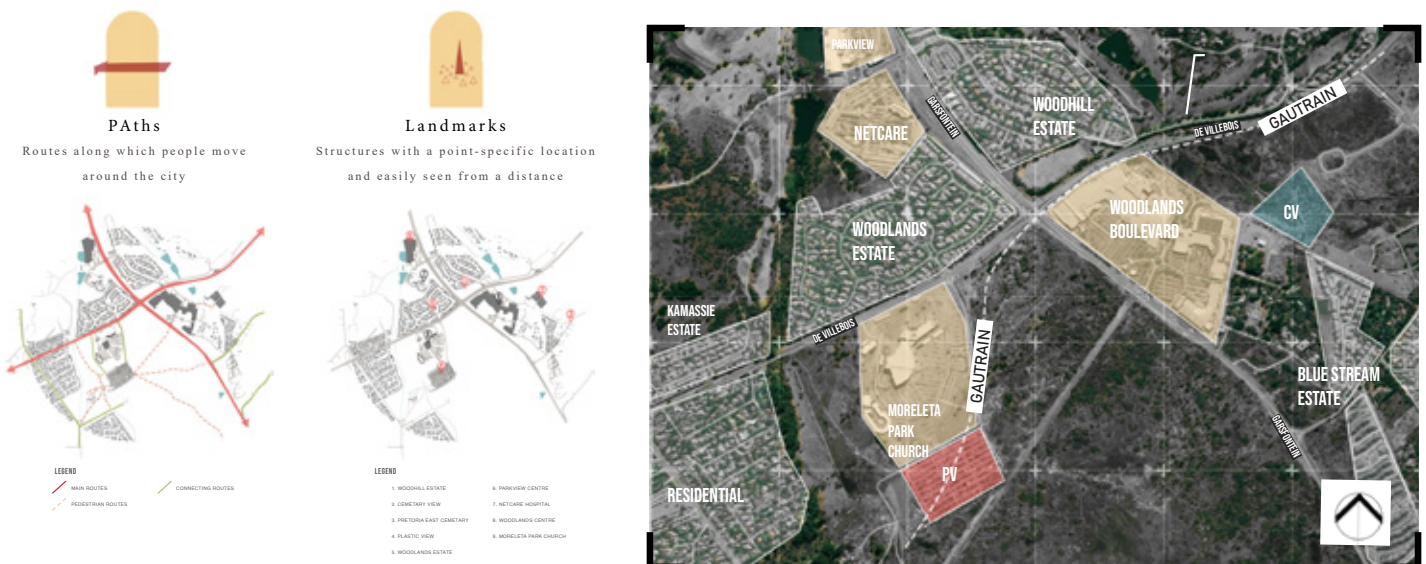 PAths
Routes along which people move
around the city
Landmarks
Structures with a point-specific location
and easily seen from a distance
LEGEND
MAIN ROUTES
CONNECTING ROUTES
PEDESTRIAN ROUTES
LEGEND
1. WOODHILL ESTATE
2. CEMETARY VIEW
3. PRETORIA EAST CEMETARY
4. PLASTIC VIEW
5. WOODLANDS ESTATE
6. PARKVIEW CENTRE
7. NETCARE HOSPITAL
8. WOODLANDS CENTRE
9. MORELETA PARK CHURCH
PARKVIEW
NETCARE
GARSFONTEIN
WOODHILL
ESTATE
DE VILLEBOIS
GAUTRAIN
WOODLANDS
ESTATE
WOODLANDS
BOULEVARD
CV
KAMASSIE
ESTATE
DE VILLEBOIS
GAUTRAIN
BLUE STREAM
ESTATE
MORELETA
PARK
CHURCH
GARSFONTEIN
PV
RESIDENTIAL